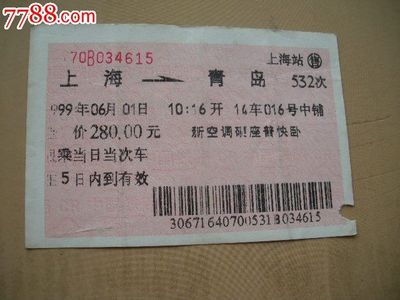 7788.com
70B034615 上海站 售
上海 青岛 532次
999年06月01日 10:16开 14车016号中铺
价280.00元 新空调硬座普快卧
乘当日当次车
5日内到有效
30671640700531B034615